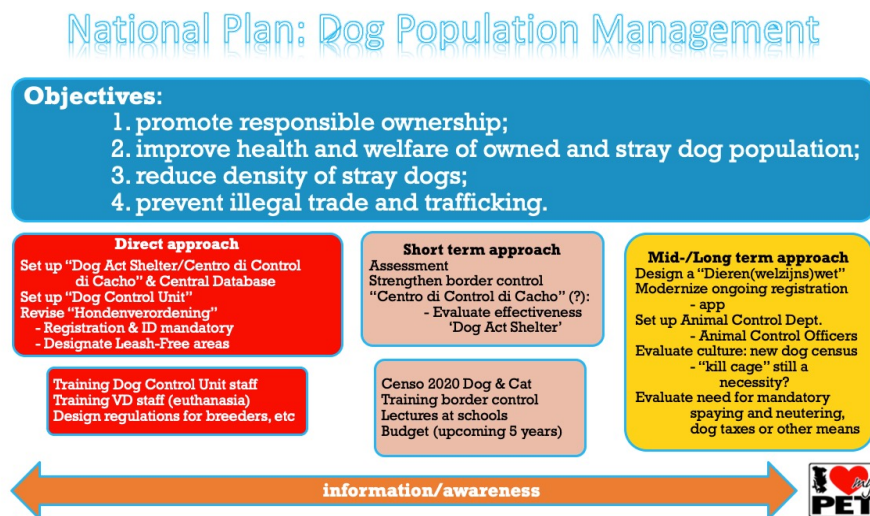 National Plan: Dog Population Management
Objectives:
1. promote responsible ownership;
2. improve health and welfare of owned and stray dog population;
3. reduce density of stray dogs;
4. prevent illegal trade and trafficking.
Direct approach
Set up “Dog Act Shelter/Centro di Control
di Cacho” & Central Database
Set up “Dog Control Unit”
Revise “Hondenverordening”
- Registration & ID mandatory
- Designate Leash-Free areas
Training Dog Control Unit staff
Training VD staff (euthanasia)
Design regulations for breeders, etc
Short term approach
Assessment
Strengthen border control
“Centro di Control di Cacho” (?):
- Evaluate effectiveness
‘Dog Act Shelter’
Censo 2020 Dog & Cat
Training border control
Lectures at schools
Budget (upcoming 5 years)
Mid-/Long term approach
Design a “Dieren(welzijns)wet”
Modernize ongoing registration
- app
Set up Animal Control Dept.
- Animal Control Officers
Evaluate culture: new dog census
- “kill cage” still a
necessity?
Evaluate need for mandatory
spaying and neutering,
dog taxes or other means
information/awareness
I my
PET